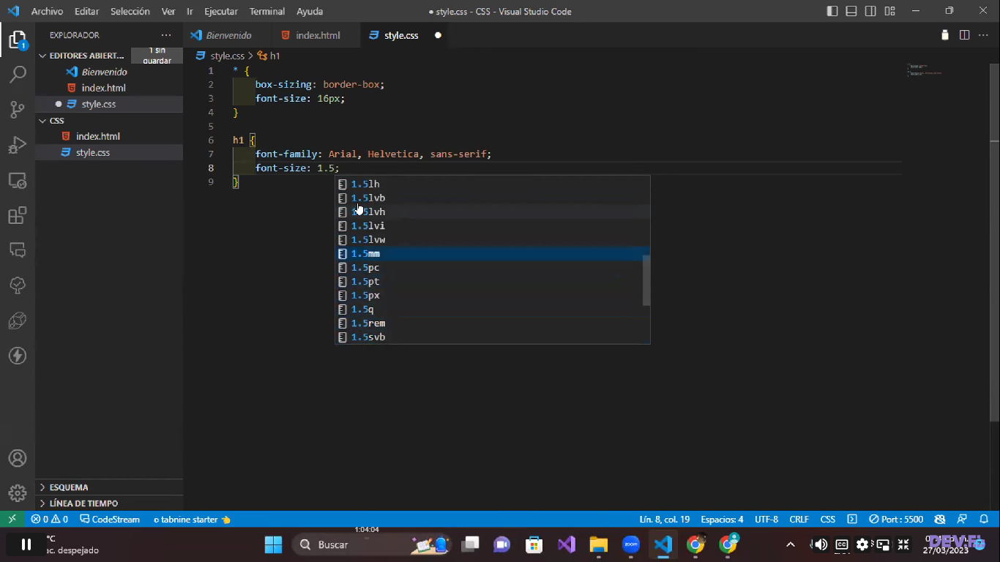 Archivo Editar Selección Ver Ir Ejecutar Terminal Ayuda ● style.css - CSS - Visual Studio Code
EXPLORADOR ··· Bienvenido index.html style.css ●
EDITORES ABIERT... 1 sin guardar
style.css > h1
Bienvenido
index.html
● style.css
CSS
index.html
style.css
1 * {
2 box-sizing: border-box;
3 font-size: 16px;
4 }
5
6 h1 {
7 font-family: Arial, Helvetica, sans-serif;
8 font-size: 1.5;
9 }
1.5lh
1.5lvb
1.5lvh
1.5lvi
1.5lvw
1.5mm
1.5pc
1.5pt
1.5px
1.5q
1.5rem
1.5svb
ESQUEMA
LÍNEA DE TIEMPO
0 0 CodeStream tabnine starter Lín. 8, col. 19 Espacios: 4 UTF-8 CRLF CSS Port : 5500
1:04:04
°C
ac. despejado
Buscar
DEV.F
27/03/2023